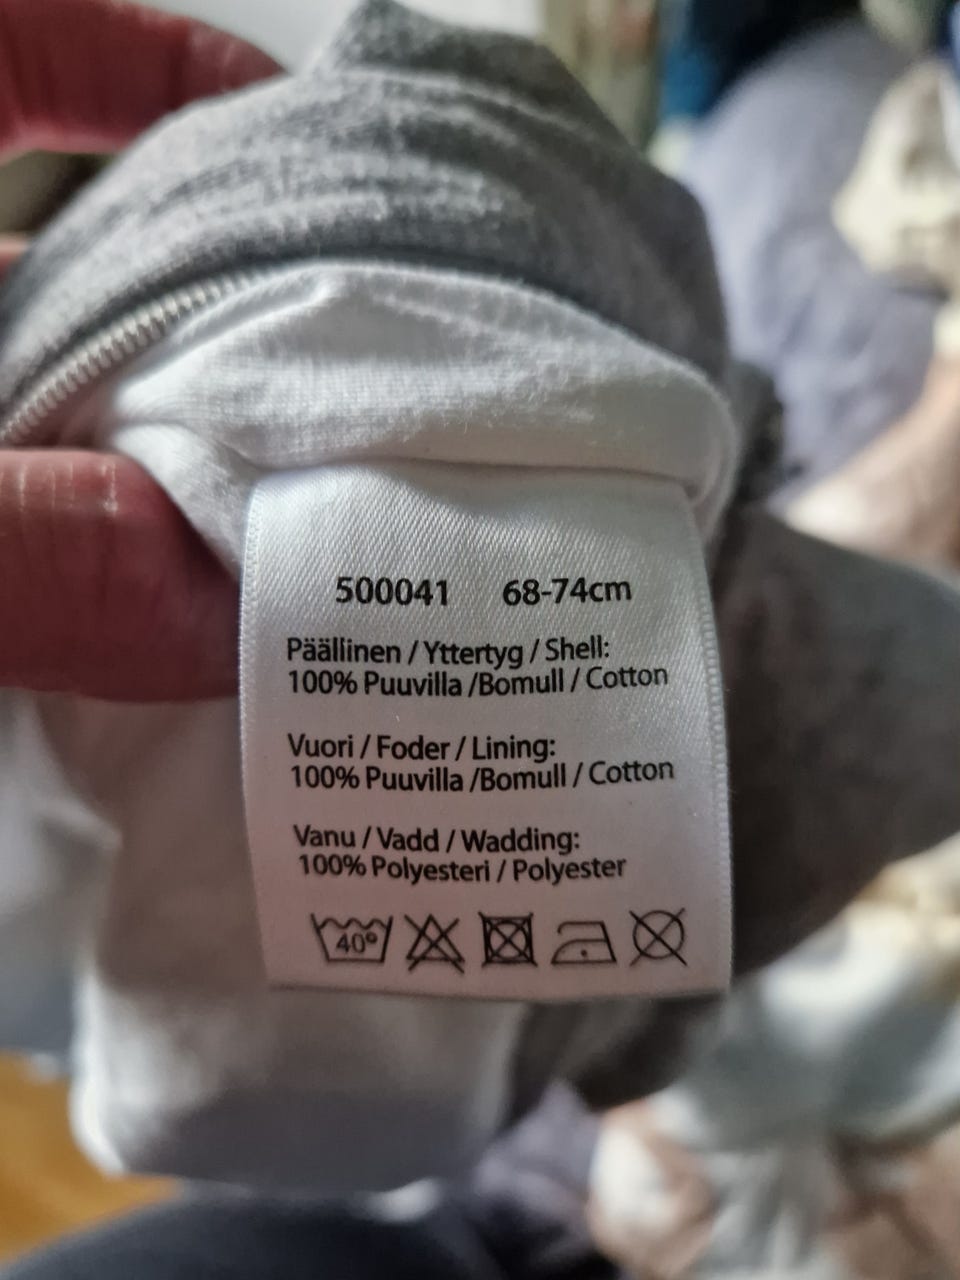 500041 68-74cm
Päällinen / Yttertyg / Shell:
100% Puuvilla /Bomull / Cotton
Vuori / Foder / Lining:
100% Puuvilla /Bomull / Cotton
Vanu / Vadd / Wadding:
100% Polyesteri / Polyester
40°